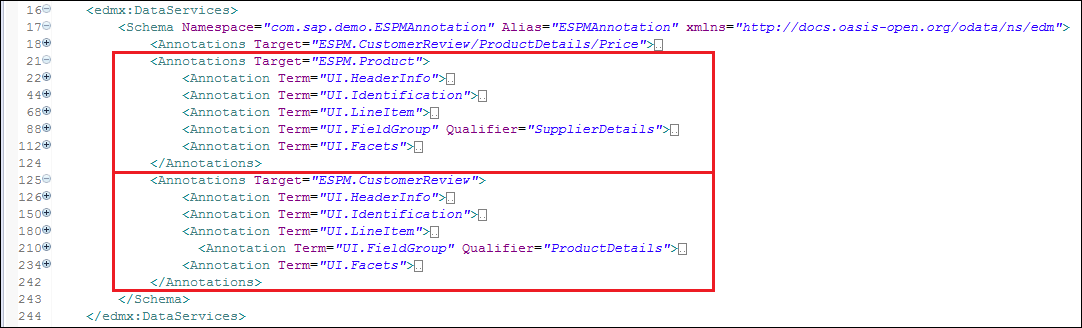 16 <edmx:DataServices>
17 <Schema Namespace="com.sap.demo.ESPMAnnotation" Alias="ESPMAnnotation" xmlns="http://docs.oasis-open.org/odata/ns/edm">
18 <Annotations Target="ESPM.CustomerReview/ProductDetails/Price">
21 <Annotations Target="ESPM.Product">
22 <Annotation Term="UI.HeaderInfo">
44 <Annotation Term="UI.Identification">
68 <Annotation Term="UI.LineItem">
88 <Annotation Term="UI.FieldGroup" Qualifier="SupplierDetails">
112 <Annotation Term="UI.Facets">
124 </Annotations>
125 <Annotations Target="ESPM.CustomerReview">
126 <Annotation Term="UI.HeaderInfo">
150 <Annotation Term="UI.Identification">
180 <Annotation Term="UI.LineItem">
210 <Annotation Term="UI.FieldGroup" Qualifier="ProductDetails">
234 <Annotation Term="UI.Facets">
242 </Annotations>
243 </Schema>
244 </edmx:DataServices>